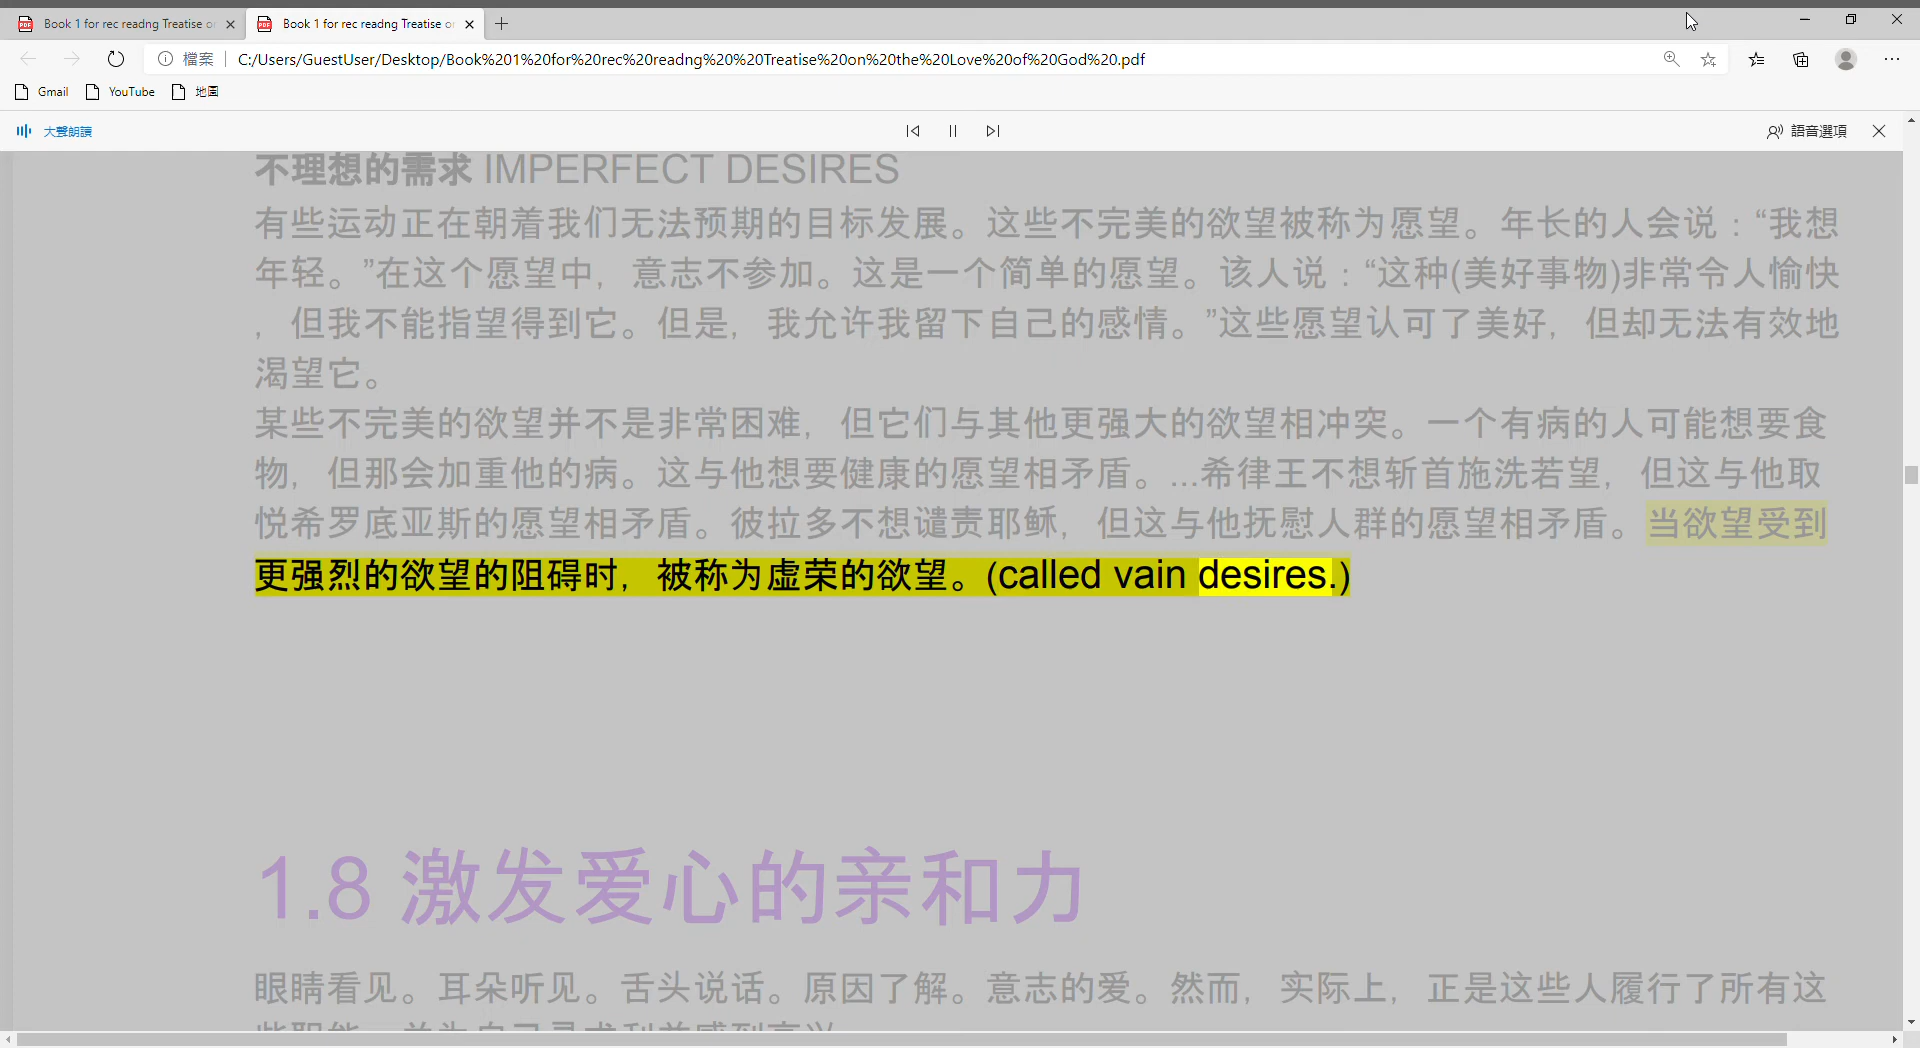 Book 1 for rec readng Treatise or
Book 1 for rec readng Treatise or
檔案
C:/Users/GuestUser/Desktop/Book%201%20for%20rec%20readng%20%20Treatise%20on%20the%20Love%20of%20God%20.pdf
Gmail
YouTube
地圖
大聲朗讀
語音選項
不理想的需求 IMPERFECT DESIRES
有些运动正在朝着我们无法预期的目标发展。这些不完美的欲望被称为愿望。年长的人会说：“我想
年轻。”在这个愿望中，意志不参加。这是一个简单的愿望。该人说：“这种(美好事物)非常令人愉快
，但我不能指望得到它。但是，我允许我留下自己的感情。”这些愿望认可了美好，但却无法有效地
渴望它。
某些不完美的欲望并不是非常困难，但它们与其他更强大的欲望相冲突。一个有病的人可能想要食
物，但那会加重他的病。这与他想要健康的愿望相矛盾。...希律王不想斩首施洗若望，但这与他取
悦希罗底亚斯的愿望相矛盾。彼拉多不想谴责耶稣，但这与他抚慰人群的愿望相矛盾。当欲望受到
更强烈的欲望的阻碍时，被称为虚荣的欲望。(called vain desires.)
1.8 激发爱心的亲和力
眼睛看见。耳朵听见。舌头说话。原因了解。意志的爱。然而，实际上，正是这些人履行了所有这